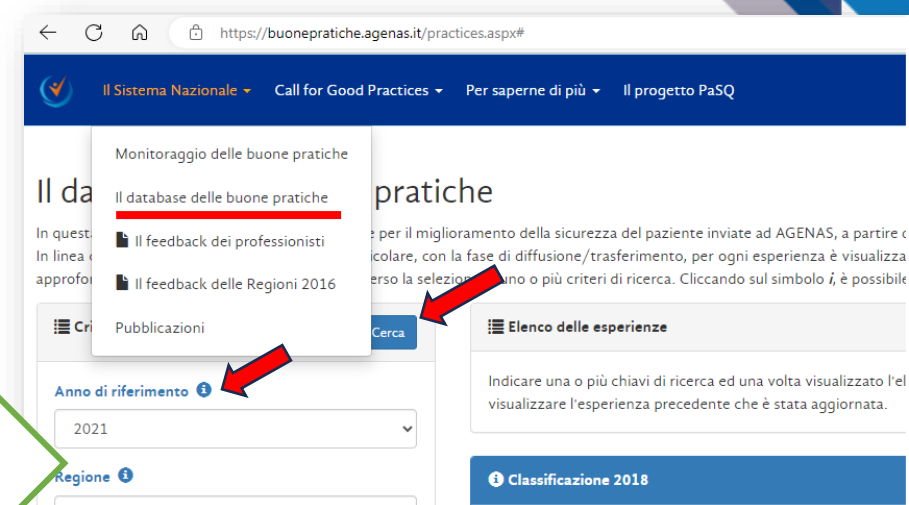 https://buonepratiche.agenas.it/practices.aspx#
Il Sistema Nazionale Call for Good Practices Per saperne di più Il progetto PaSQ
Monitoraggio delle buone pratiche
Il database delle buone pratiche
Il feedback dei professionisti
Il feedback delle Regioni 2016
Pubblicazioni
Il da pratiche
In quest per il miglioramento della sicurezza del paziente inviate ad AGENAS, a partire
In linea colare, con la fase di diffusione/trasferimento, per ogni esperienza è visualizza
approfor erso la selezion uno o più criteri di ricerca. Cliccando sul simbolo i, è possibile
Cri Cerca
Elenco delle esperienze
Anno di riferimento
2021
Regione
Indicare una o più chiavi di ricerca ed una volta visualizzato l'el
visualizzare l'esperienza precedente che è stata aggiornata.
Classificazione 2018